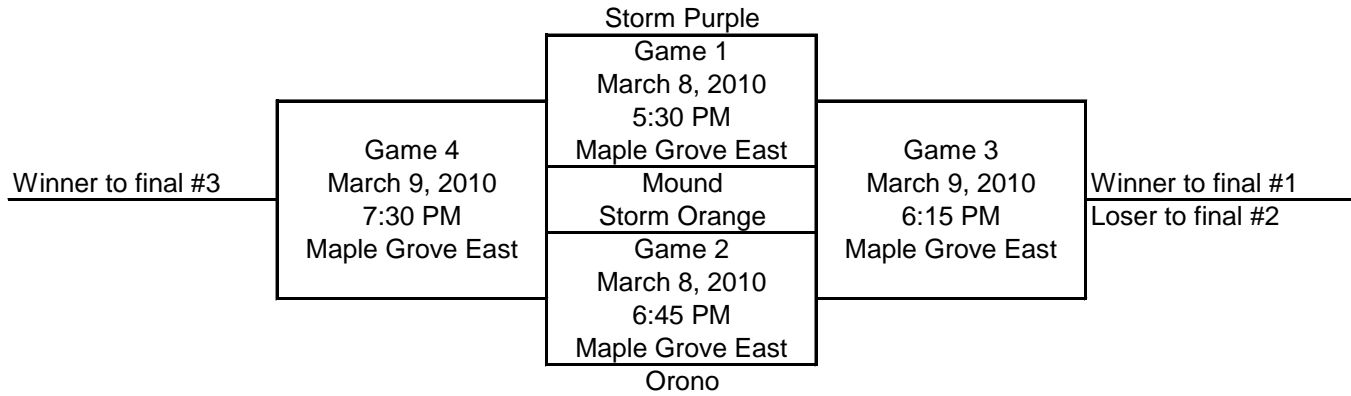 Storm Purple
Game 1
March 8, 2010
5:30 PM
Maple Grove East
Mound
Storm Orange
Game 2
March 8, 2010
6:45 PM
Maple Grove East
Orono
Game 4
March 9, 2010
7:30 PM
Maple Grove East
Winner to final #3
Game 3
March 9, 2010
6:15 PM
Maple Grove East
Winner to final #1
Loser to final #2